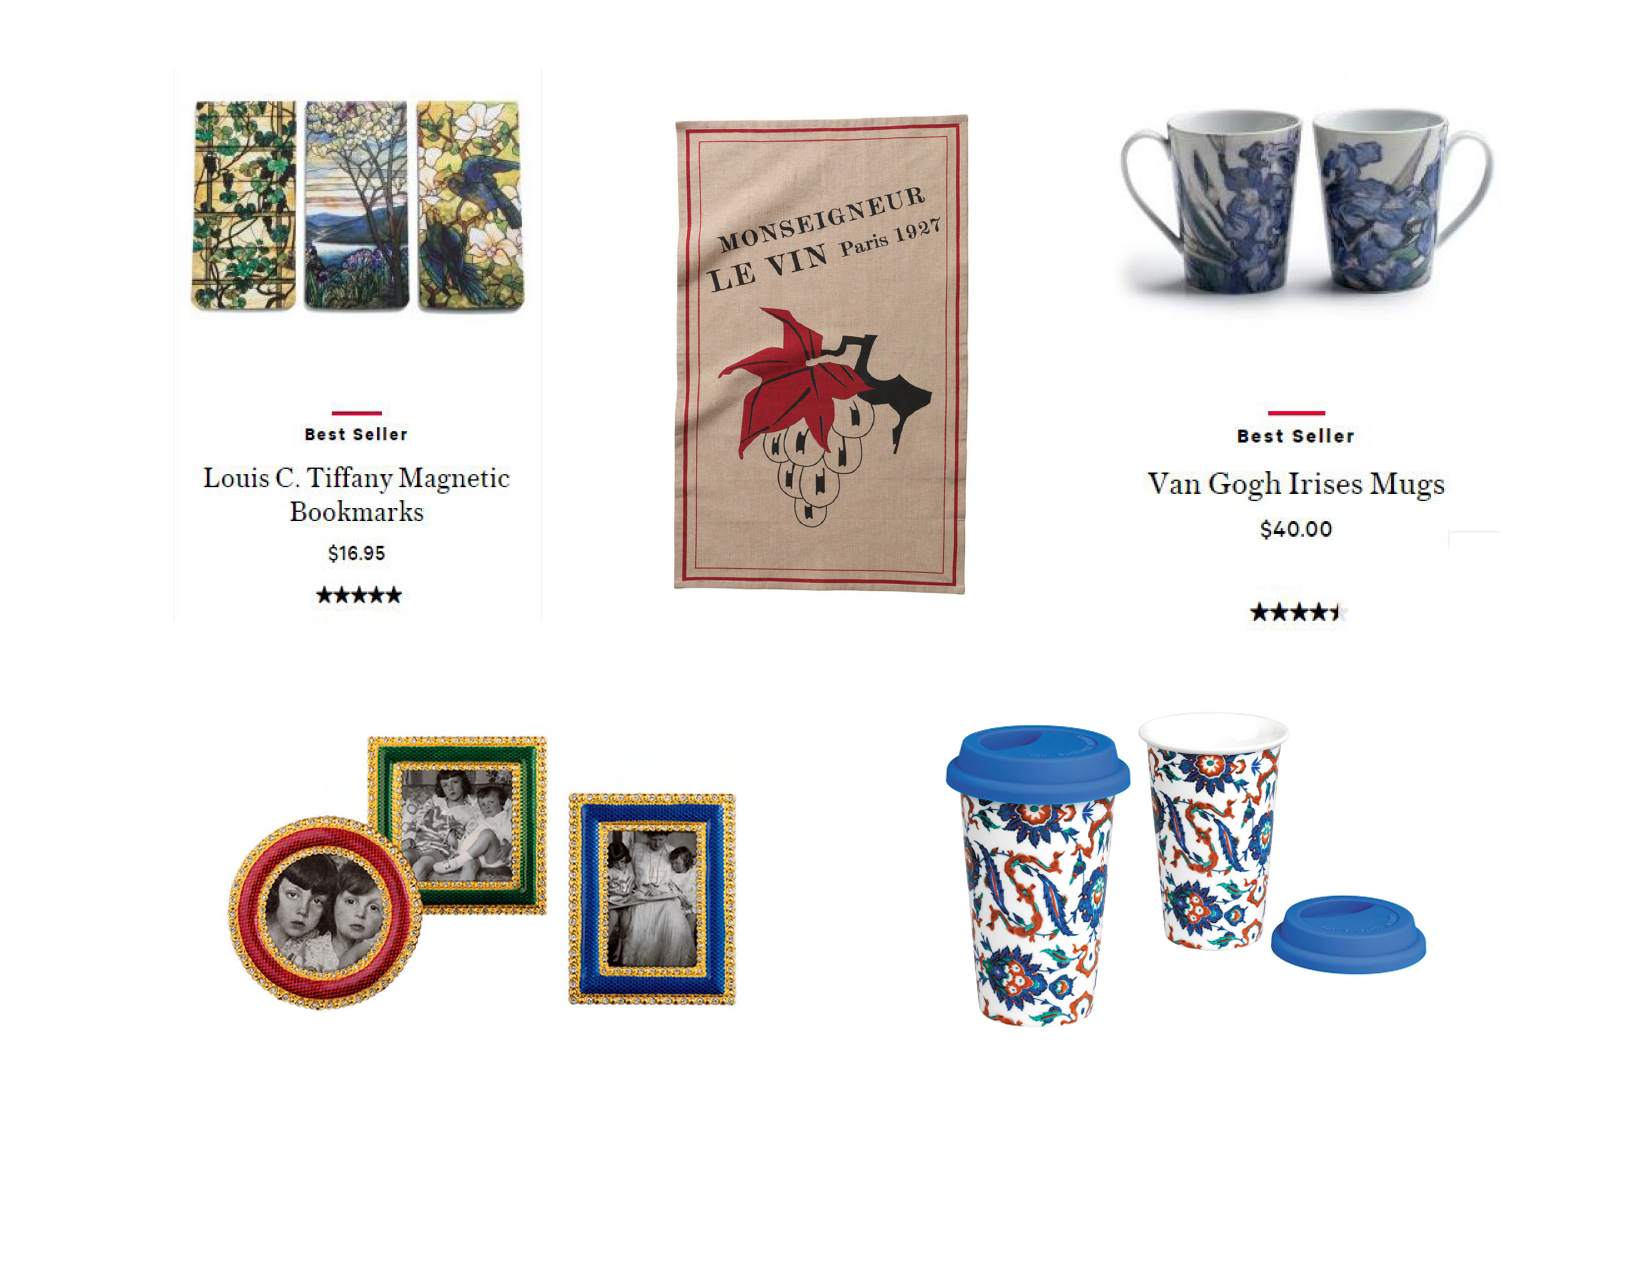 Best Seller
Louis C. Tiffany Magnetic
Bookmarks
$16.95
MONSEIGNEUR
LE VIN Paris 1927
Best Seller
Van Gogh Irises Mugs
$40.00